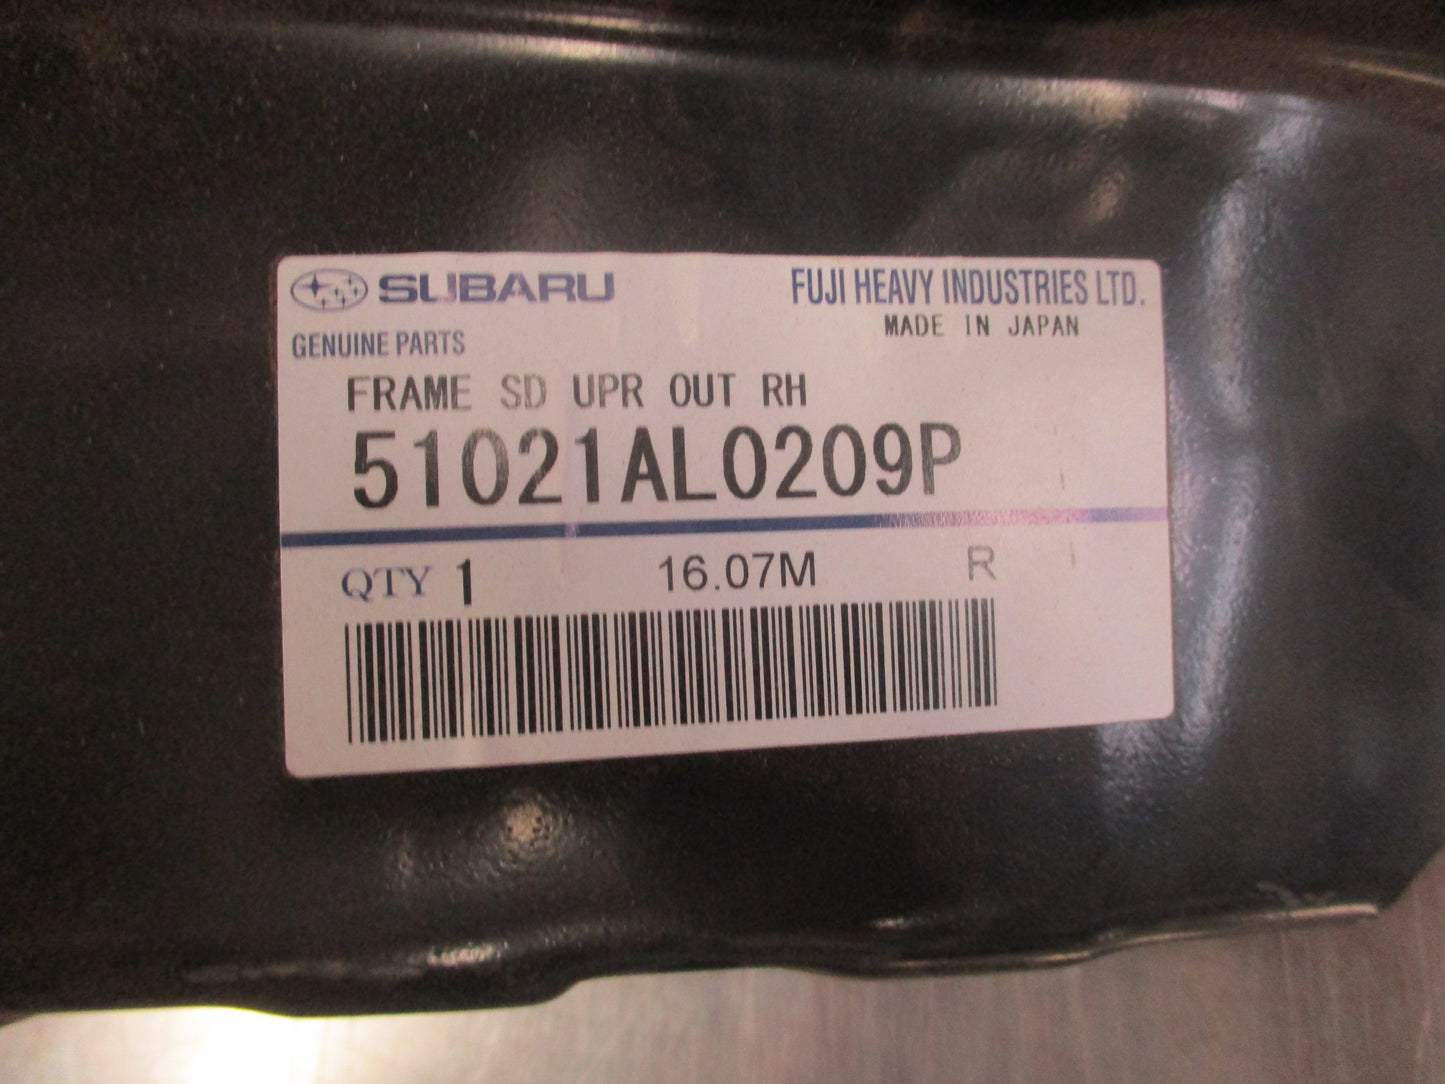 SUBARU
FUJI HEAVY INDUSTRIES LTD.
MADE IN JAPAN
GENUINE PARTS
FRAME SD UPR OUT RH
51021AL0209P
QTY 1 16.07M R